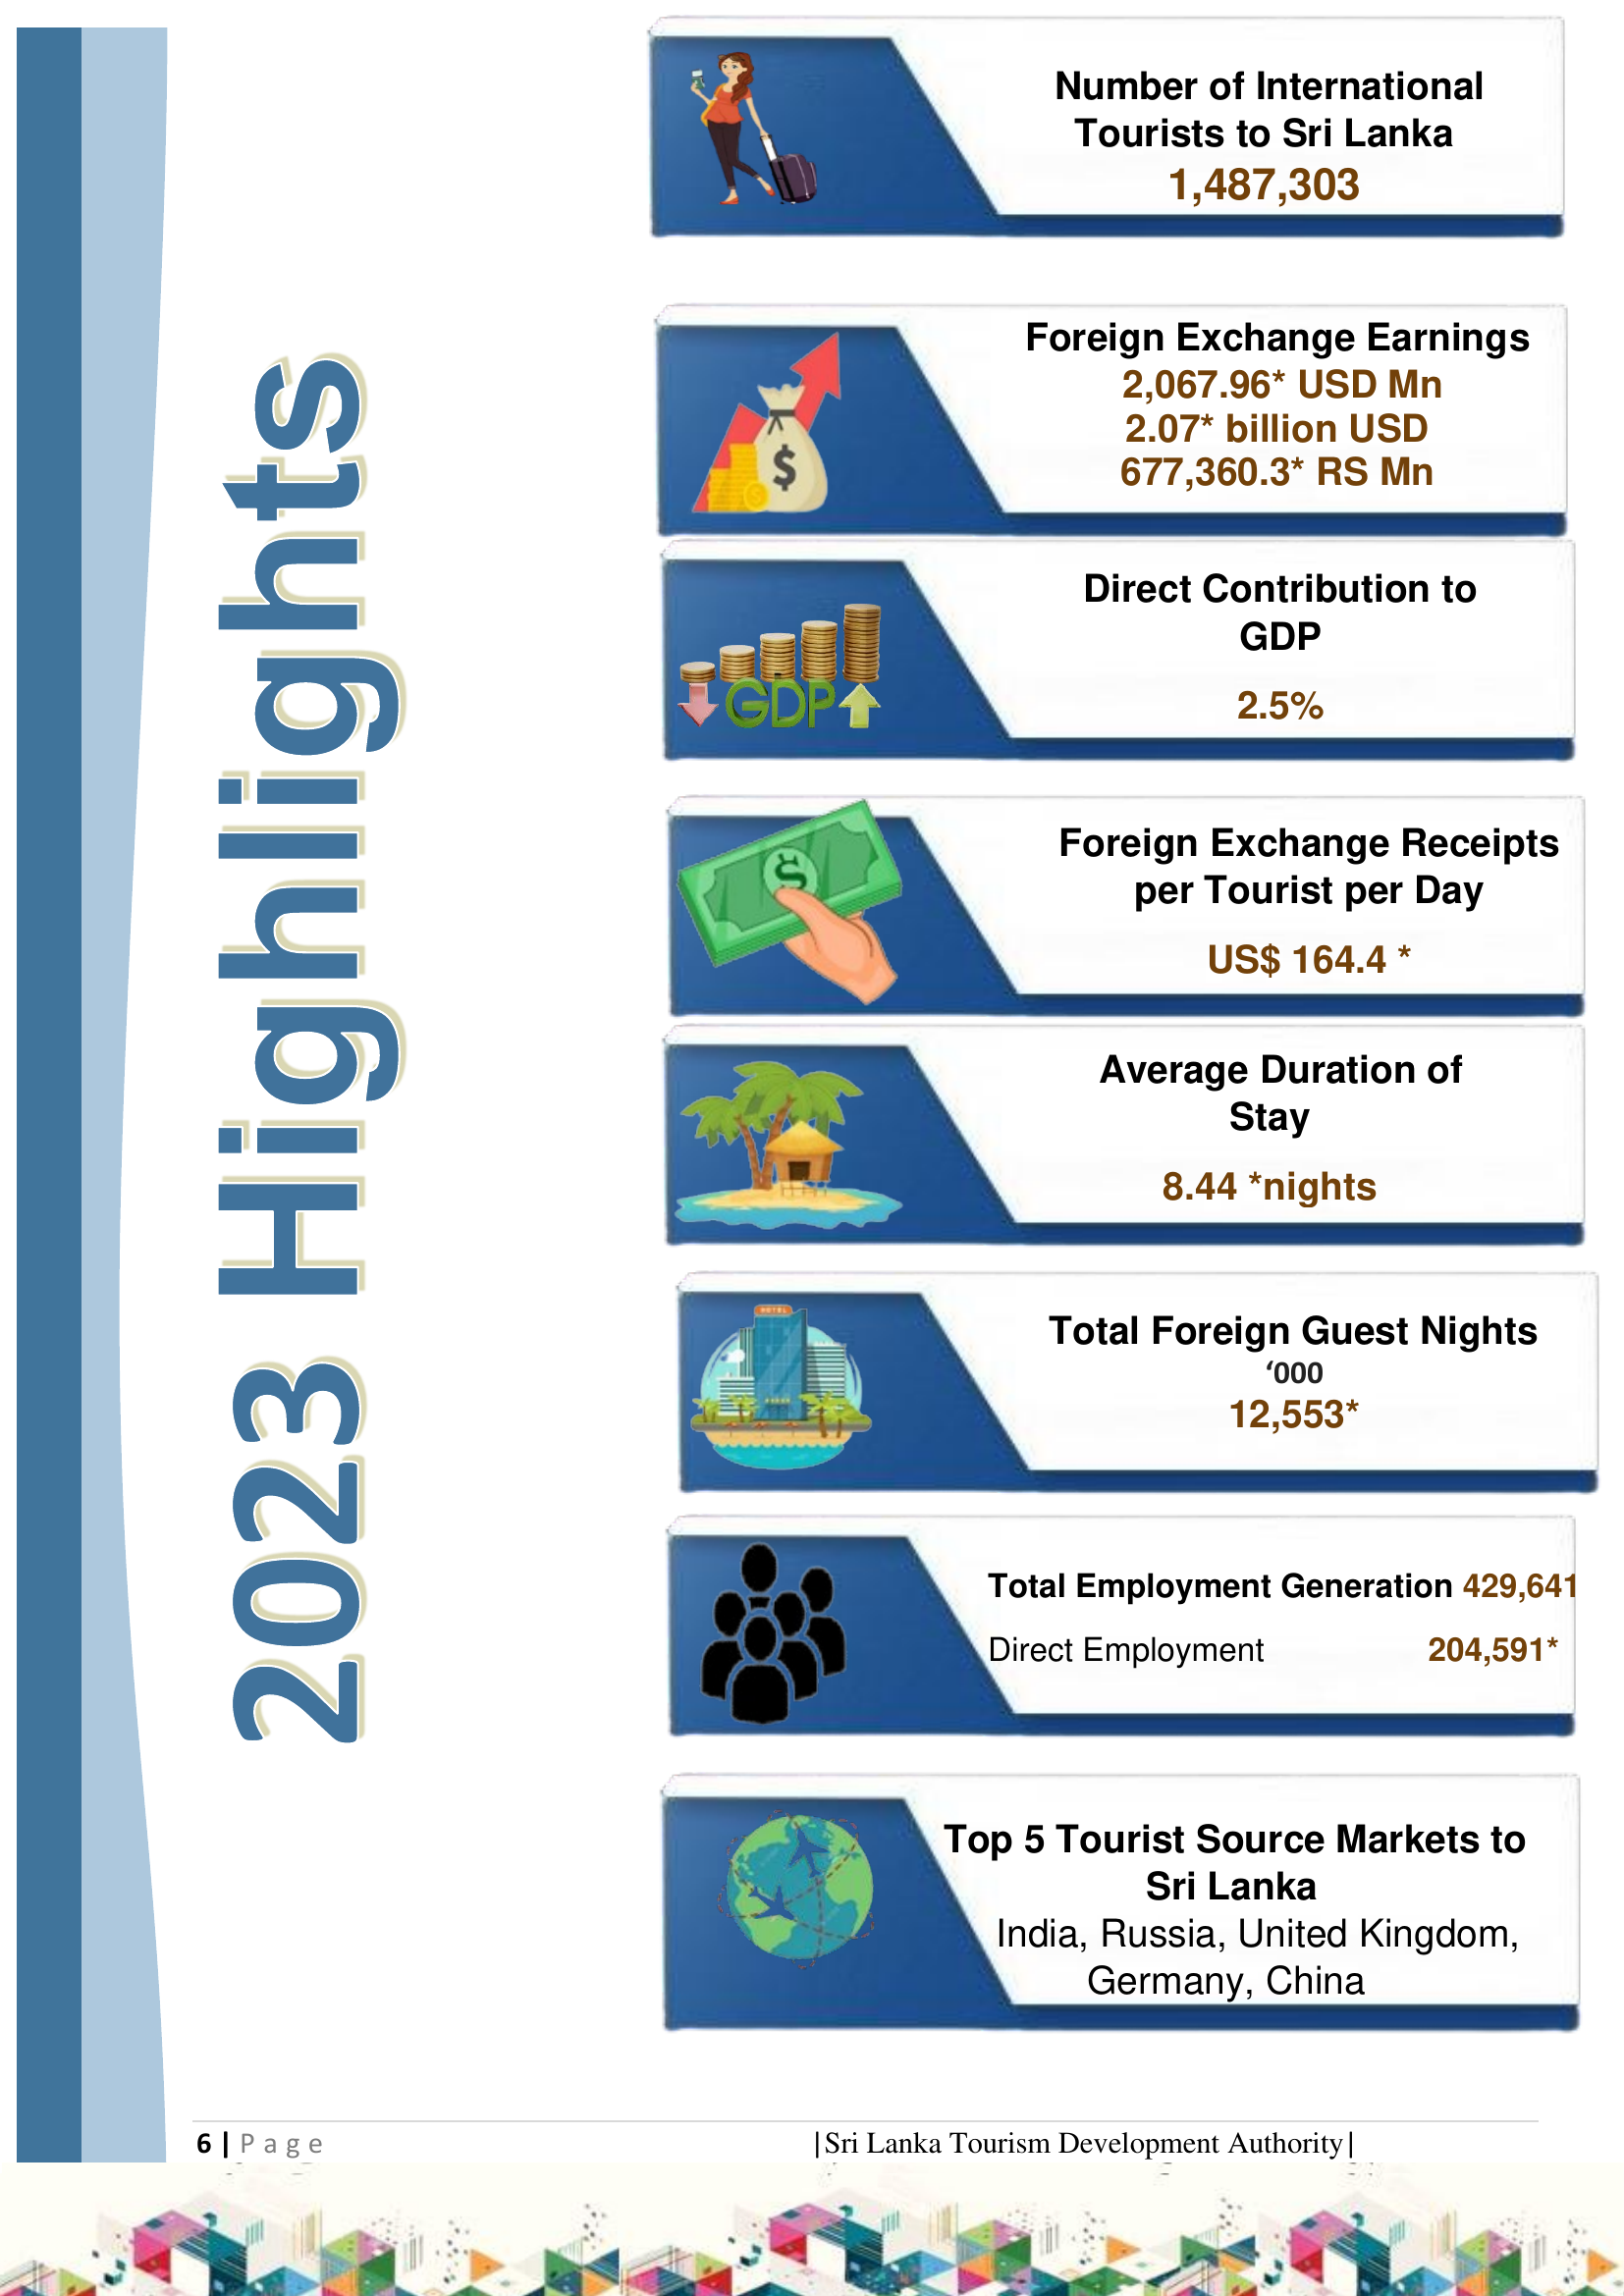 2023 Highlights
Number of International
Tourists to Sri Lanka
1,487,303
Foreign Exchange Earnings
2,067.96* USD Mn
2.07* billion USD
677,360.3* RS Mn
Direct Contribution to
GDP
2.5%
GDP
Foreign Exchange Receipts
per Tourist per Day
US$ 164.4 *
$
$
Average Duration of
Stay
8.44 *nights
Total Foreign Guest Nights
‘000
12,553*
HOTEL
Total Employment Generation 429,641
Direct Employment 204,591*
Top 5 Tourist Source Markets to
Sri Lanka
India, Russia, United Kingdom,
Germany, China
6 | P a g e |Sri Lanka Tourism Development Authority|